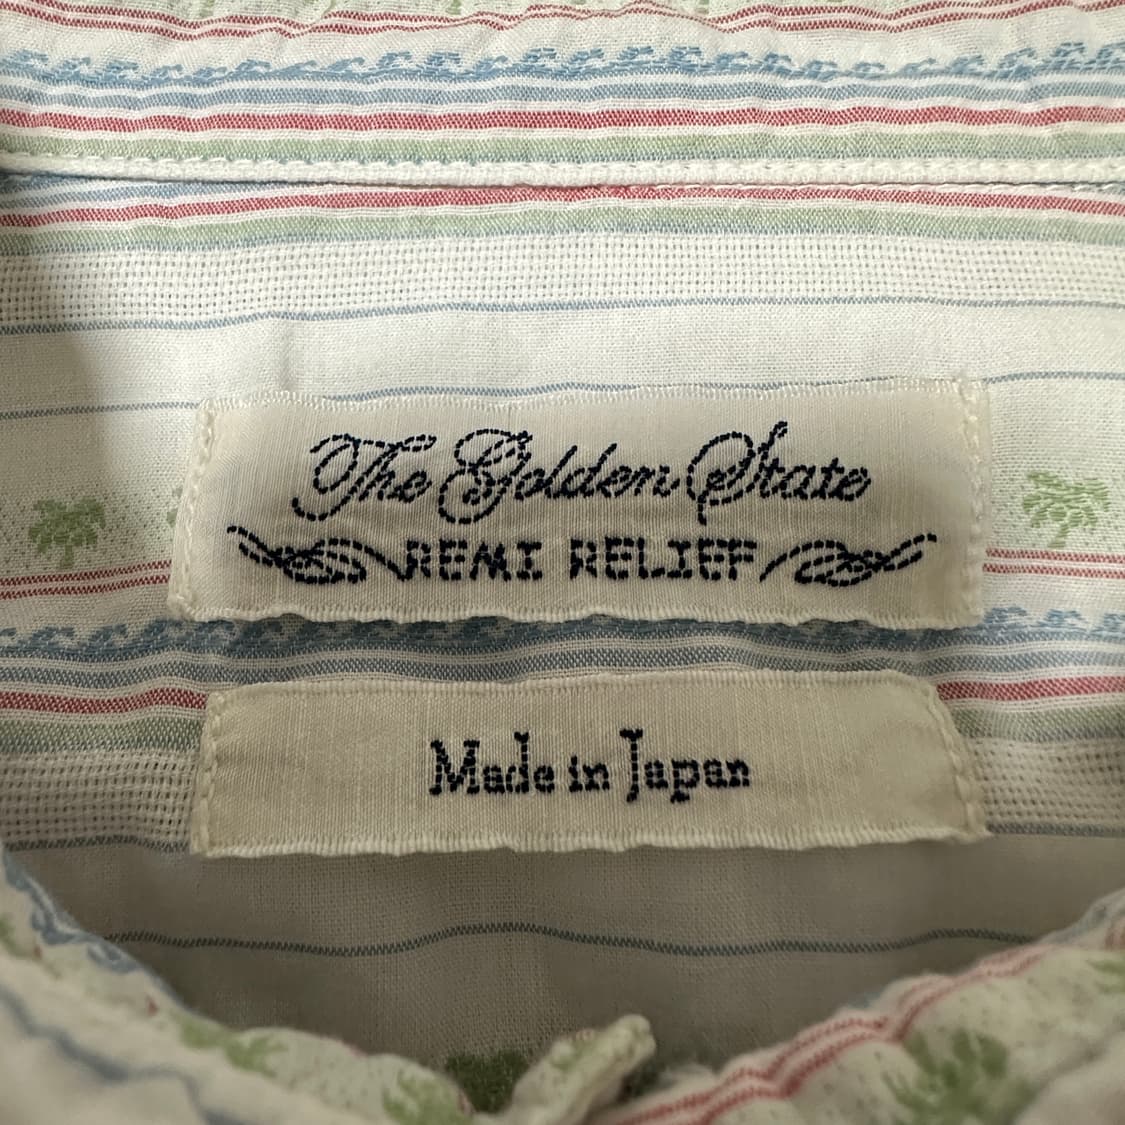 The Golden State
REMI RELIEF
Made in Japan